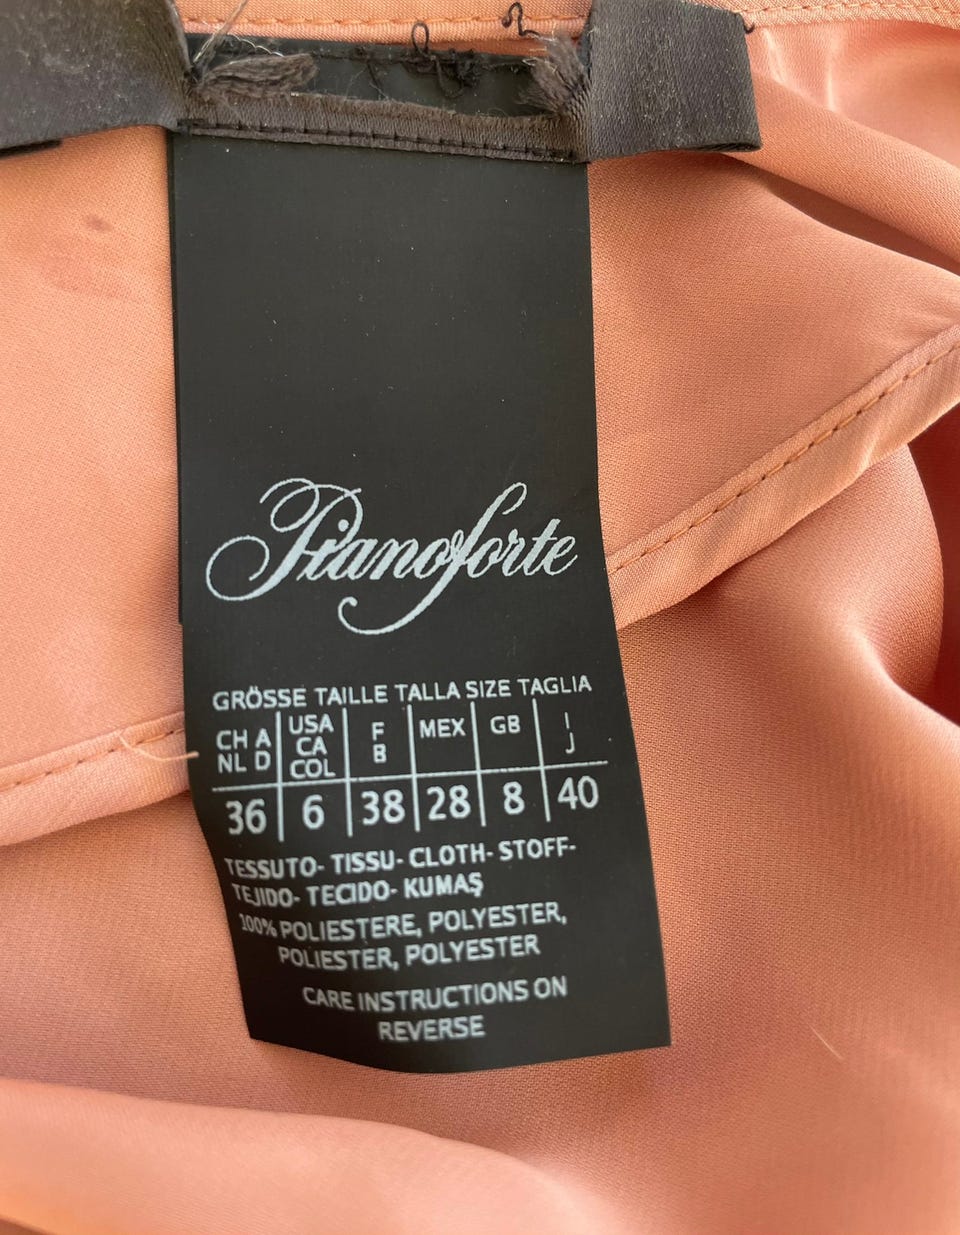 Pianoforte
GRÖSSE TAILLE TALLA SIZE TAGLIA
CH A NL D | USA CA COL | F B | MEX | GB | I J
36 | 6 | 38 | 28 | 8 | 40
TESSUTO- TISSU- CLOTH- STOFF-
TEJIDO- TECIDO- KUMAŞ
100% POLIESTERE, POLYESTER,
POLIESTER, POLYESTER
CARE INSTRUCTIONS ON
REVERSE